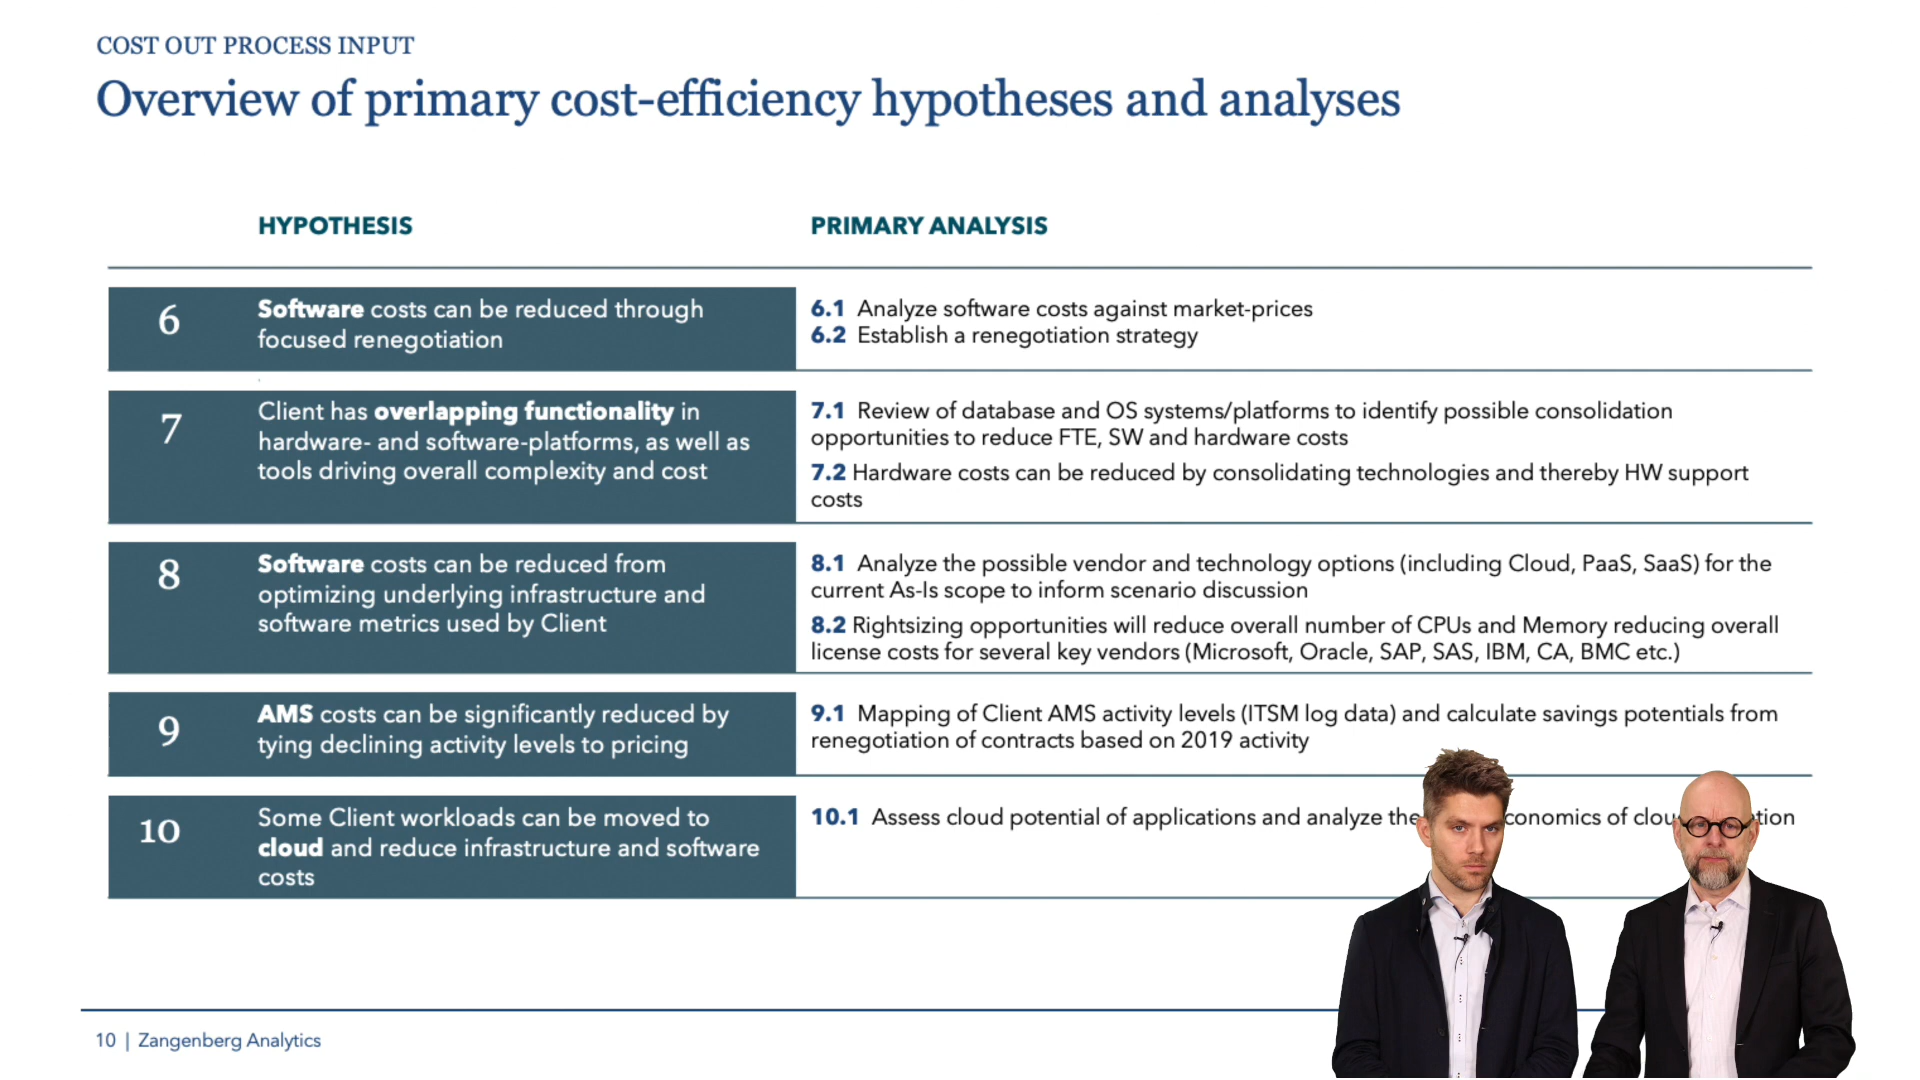 COST OUT PROCESS INPUT
Overview of primary cost-efficiency hypotheses and analyses
HYPOTHESIS
PRIMARY ANALYSIS
6
Software costs can be reduced through
focused renegotiation
6.1 Analyze software costs against market-prices
6.2 Establish a renegotiation strategy
7
Client has overlapping functionality in
hardware- and software-platforms, as well as
tools driving overall complexity and cost
7.1 Review of database and OS systems/platforms to identify possible consolidation
opportunities to reduce FTE, SW and hardware costs
7.2 Hardware costs can be reduced by consolidating technologies and thereby HW support
costs
8
Software costs can be reduced from
optimizing underlying infrastructure and
software metrics used by Client
8.1 Analyze the possible vendor and technology options (including Cloud, PaaS, SaaS) for the
current As-Is scope to inform scenario discussion
8.2 Rightsizing opportunities will reduce overall number of CPUs and Memory reducing overall
license costs for several key vendors (Microsoft, Oracle, SAP, SAS, IBM, CA, BMC etc.)
9
AMS costs can be significantly reduced by
tying declining activity levels to pricing
9.1 Mapping of Client AMS activity levels (ITSM log data) and calculate savings potentials from
renegotiation of contracts based on 2019 activity
10
Some Client workloads can be moved to
cloud and reduce infrastructure and software
costs
10.1 Assess cloud potential of applications and analyze the of
10 | Zangenberg Analytics